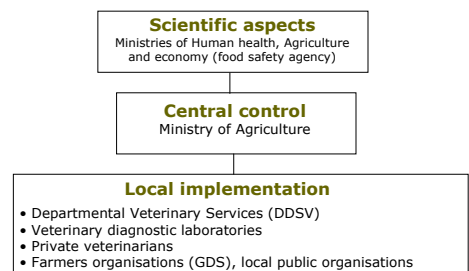 Scientific aspects
Ministries of Human health, Agriculture
and economy (food safety agency)
Central control
Ministry of Agriculture
Local implementation
• Departmental Veterinary Services (DDSV)
• Veterinary diagnostic laboratories
• Private veterinarians
• Farmers organisations (GDS), local public organisations